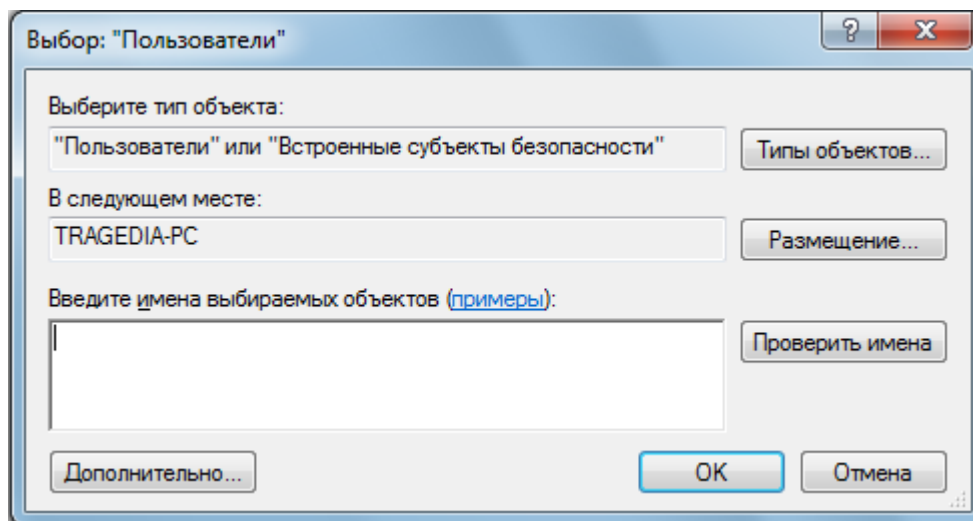 Выбор: "Пользователи"
Выберите тип объекта:
"Пользователи" или "Встроенные субъекты безопасности"
Типы объектов...
В следующем месте:
TRAGEDIA-PC
Размещение...
Введите имена выбираемых объектов (примеры):
Проверить имена
Дополнительно...
ОК
Отмена